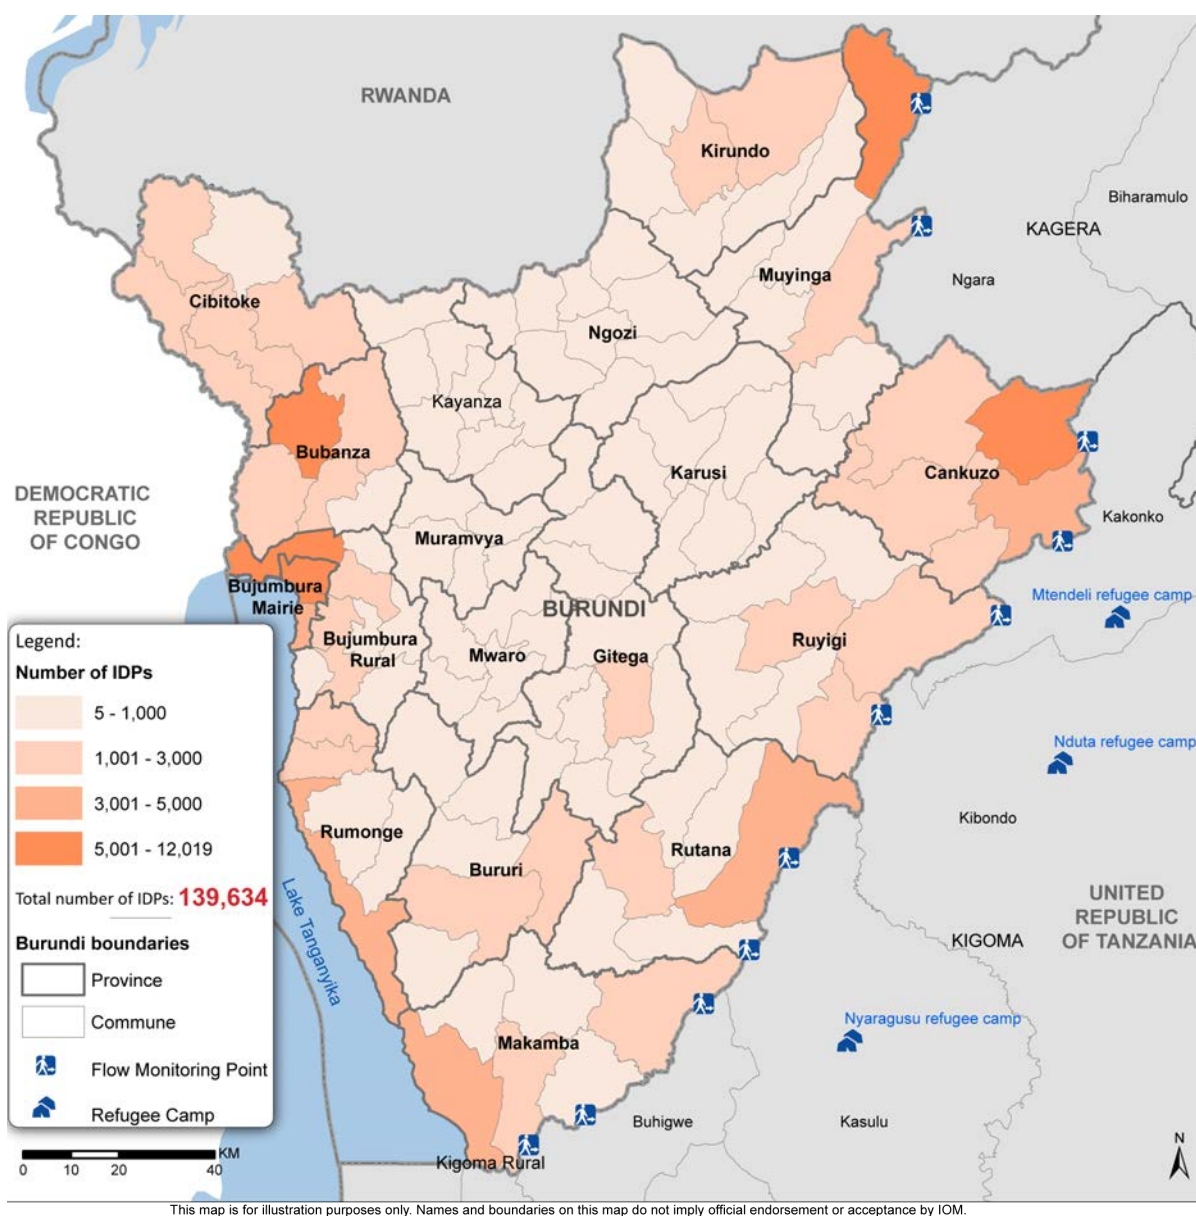 RWANDA
Kirundo
Biharamulo
KAGERA
Muyinga
Ngara
Cibitoke
Ngozi
Kayanza
Bubanza
Karusi
Cankuzo
DEMOCRATIC
REPUBLIC
OF CONGO
Kakonko
Muramvya
Bujumbura
Mairie
BURUNDI
Mtendeli refugee camp
Bujumbura
Rural
Mwaro
Gitega
Ruyigi
Nduta refugee camp
Kibondo
Rumonge
Rutana
Bururi
UNITED
REPUBLIC
OF TANZANIA
KIGOMA
Lake Tanganyika
Nyaragusu refugee camp
Makamba
Buhigwe
Kasulu
Kigoma Rural
Legend:
Number of IDPs
5 - 1,000
1,001 - 3,000
3,001 - 5,000
5,001 - 12,019
Total number of IDPs: 139,634
Burundi boundaries
Province
Commune
Flow Monitoring Point
Refugee Camp
KM
0 10 20 40
N
This map is for illustration purposes only. Names and boundaries on this map do not imply official endorsement or acceptance by IOM.